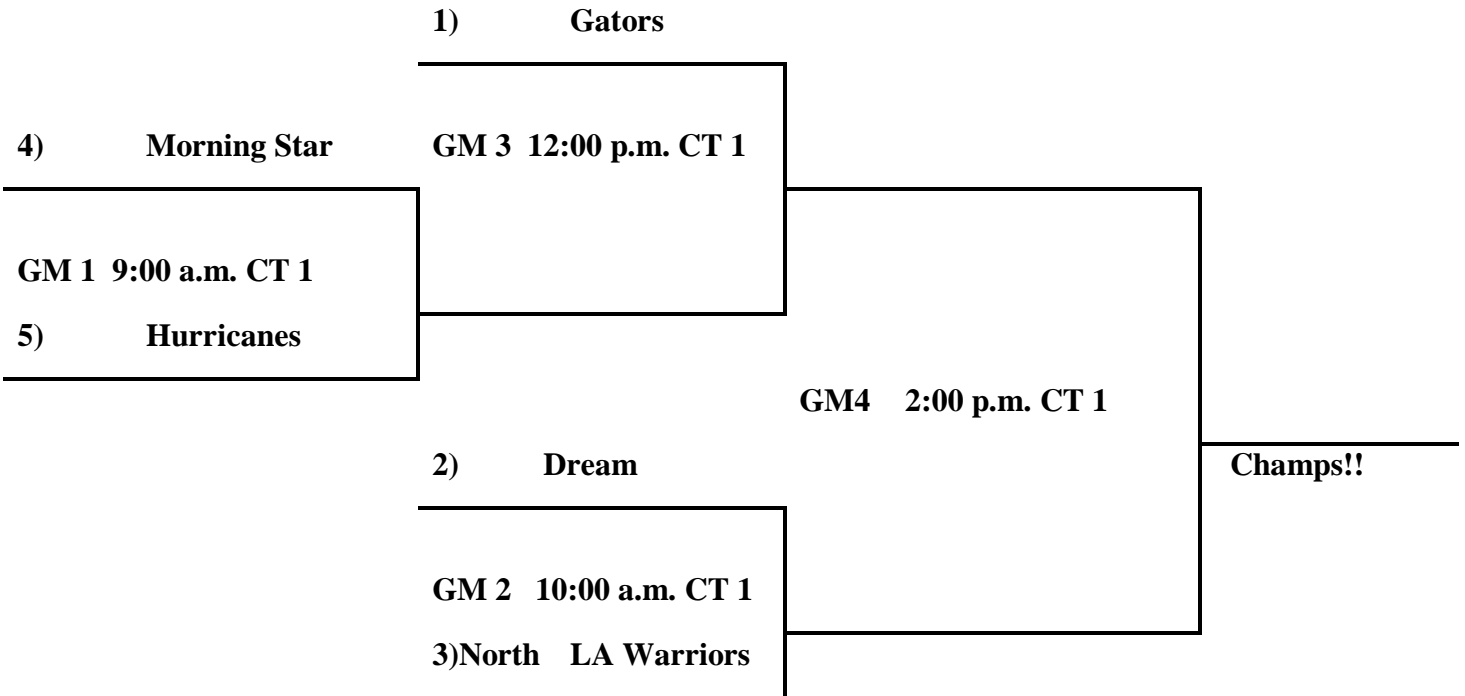 1) Gators
4) Morning Star
GM 3 12:00 p.m. CT 1
GM 1 9:00 a.m. CT 1
5) Hurricanes
GM4 2:00 p.m. CT 1
2) Dream
Champs!!
GM 2 10:00 a.m. CT 1
3)North LA Warriors